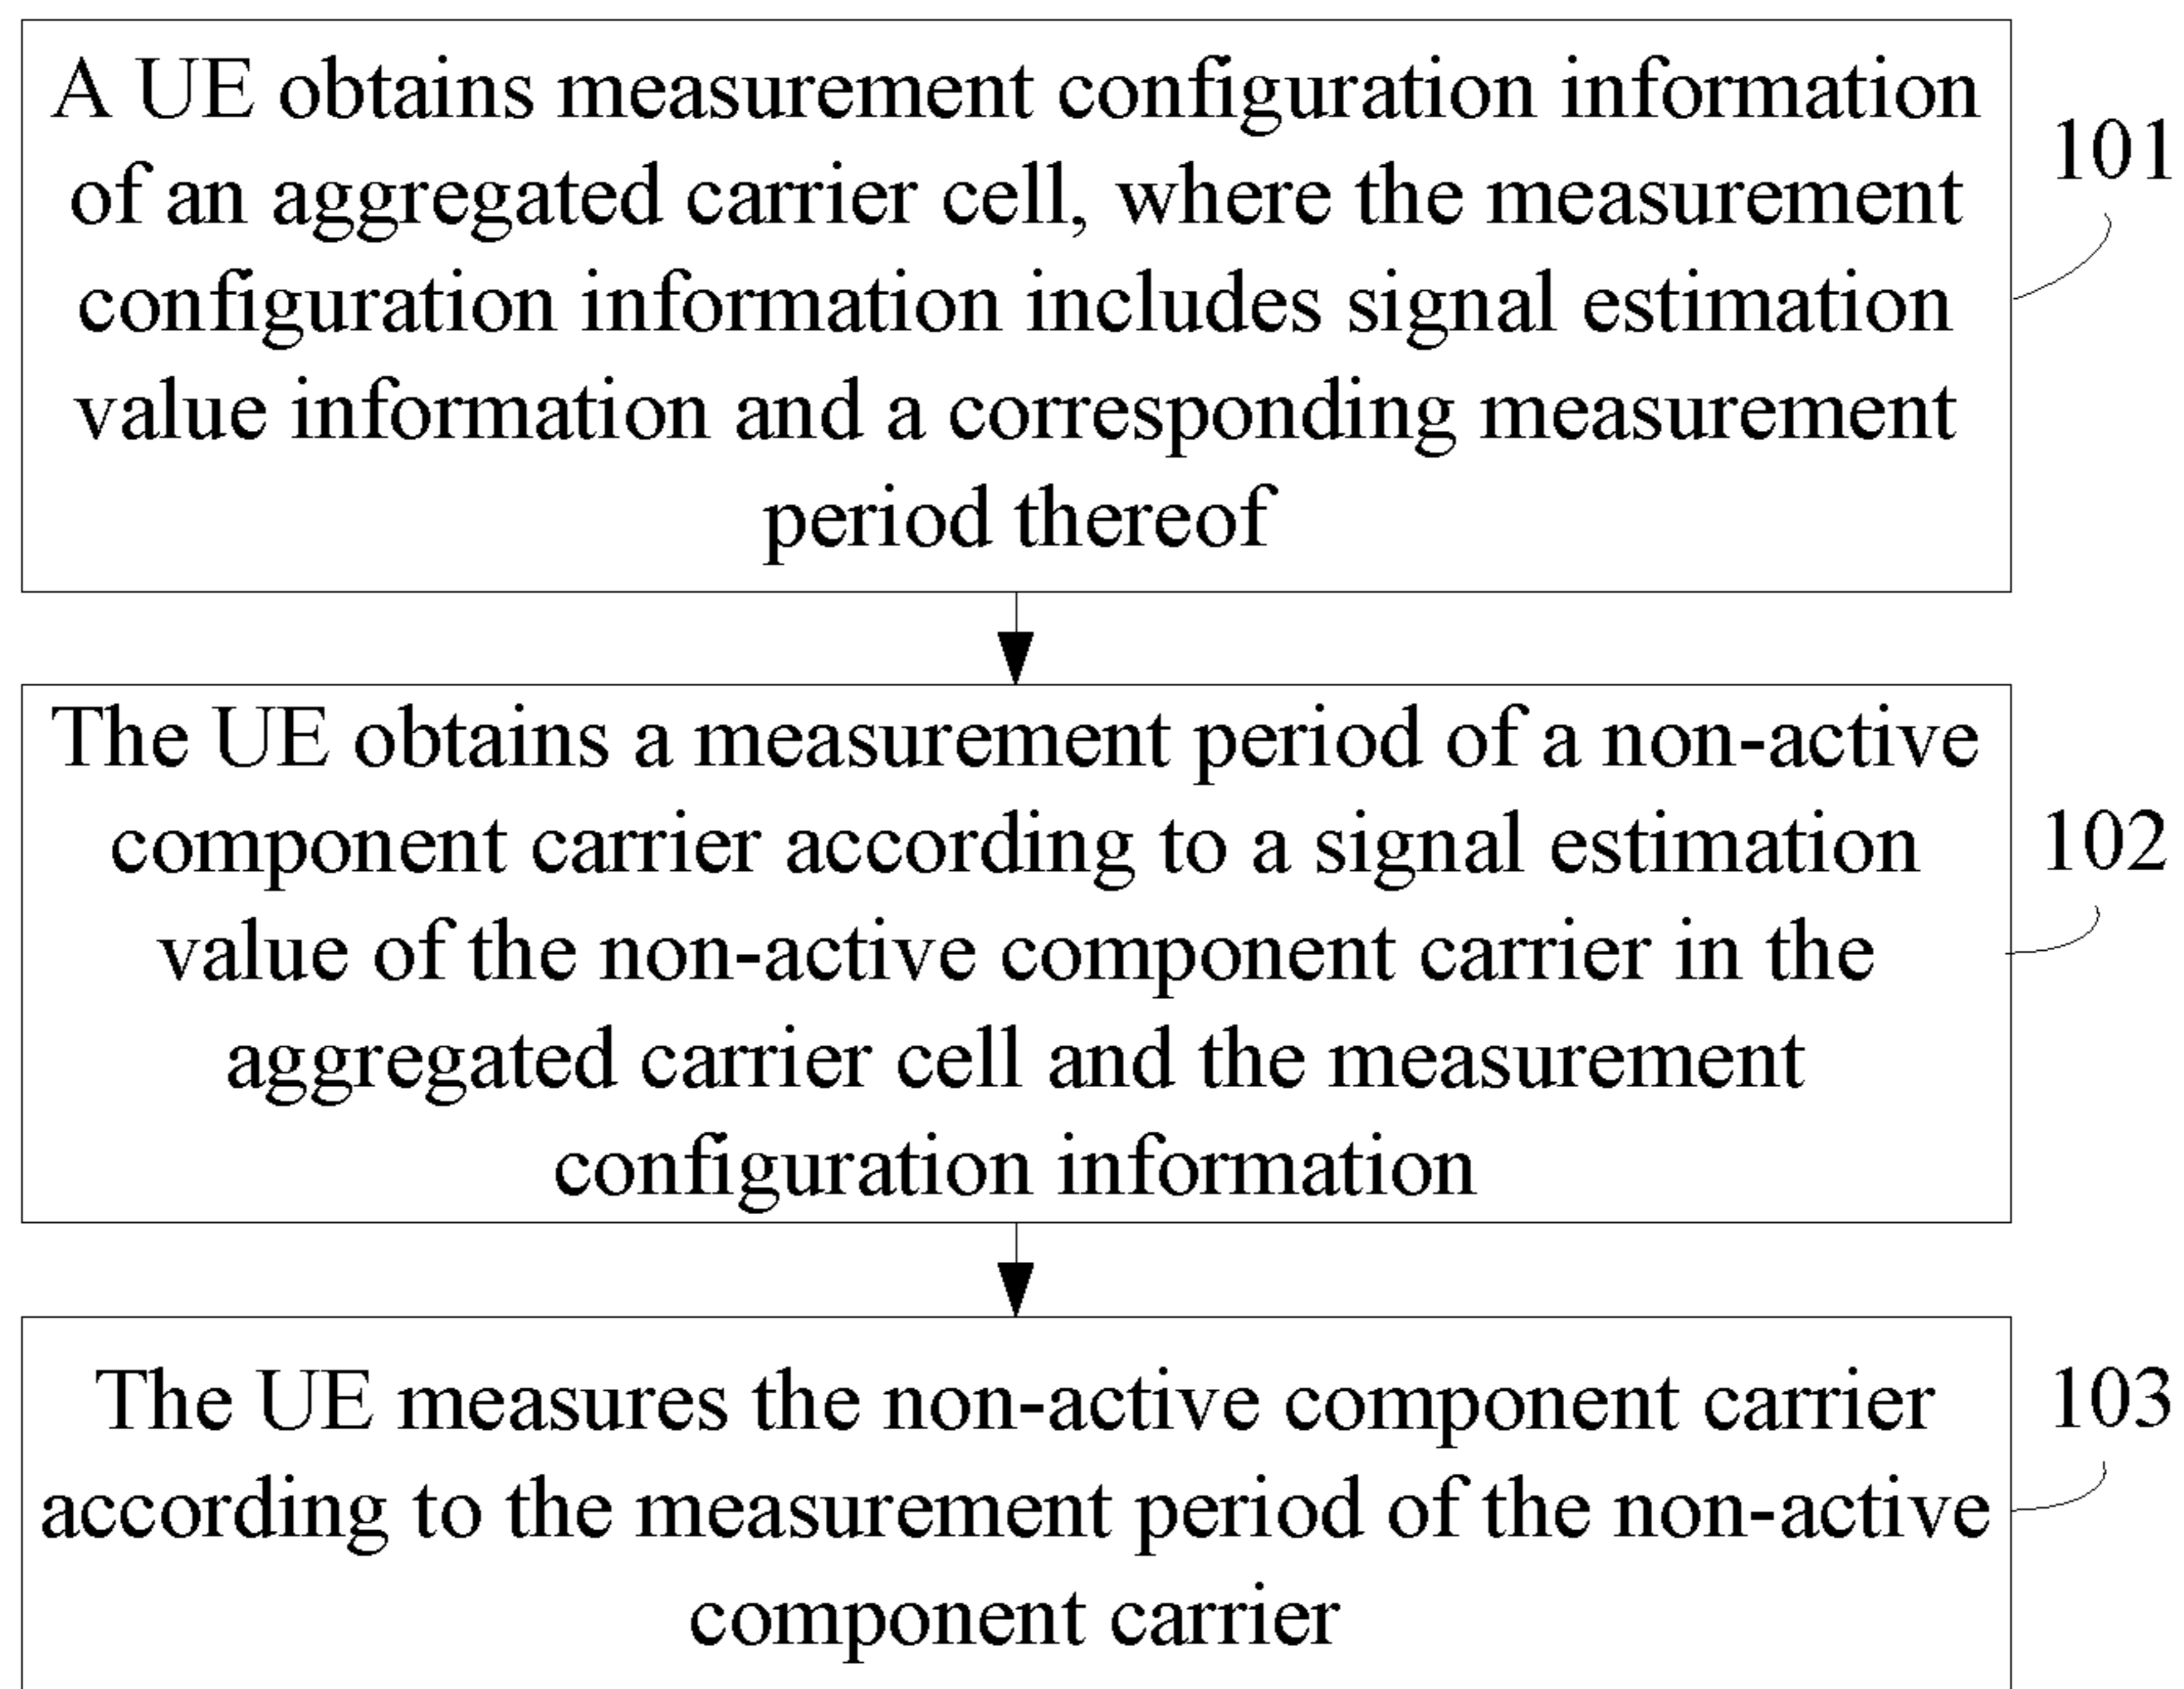 A UE obtains measurement configuration information
of an aggregated carrier cell, where the measurement
configuration information includes signal estimation
value information and a corresponding measurement
period thereof
101
The UE obtains a measurement period of a non-active
component carrier according to a signal estimation
value of the non-active component carrier in the
aggregated carrier cell and the measurement
configuration information
102
The UE measures the non-active component carrier
according to the measurement period of the non-active
component carrier
103